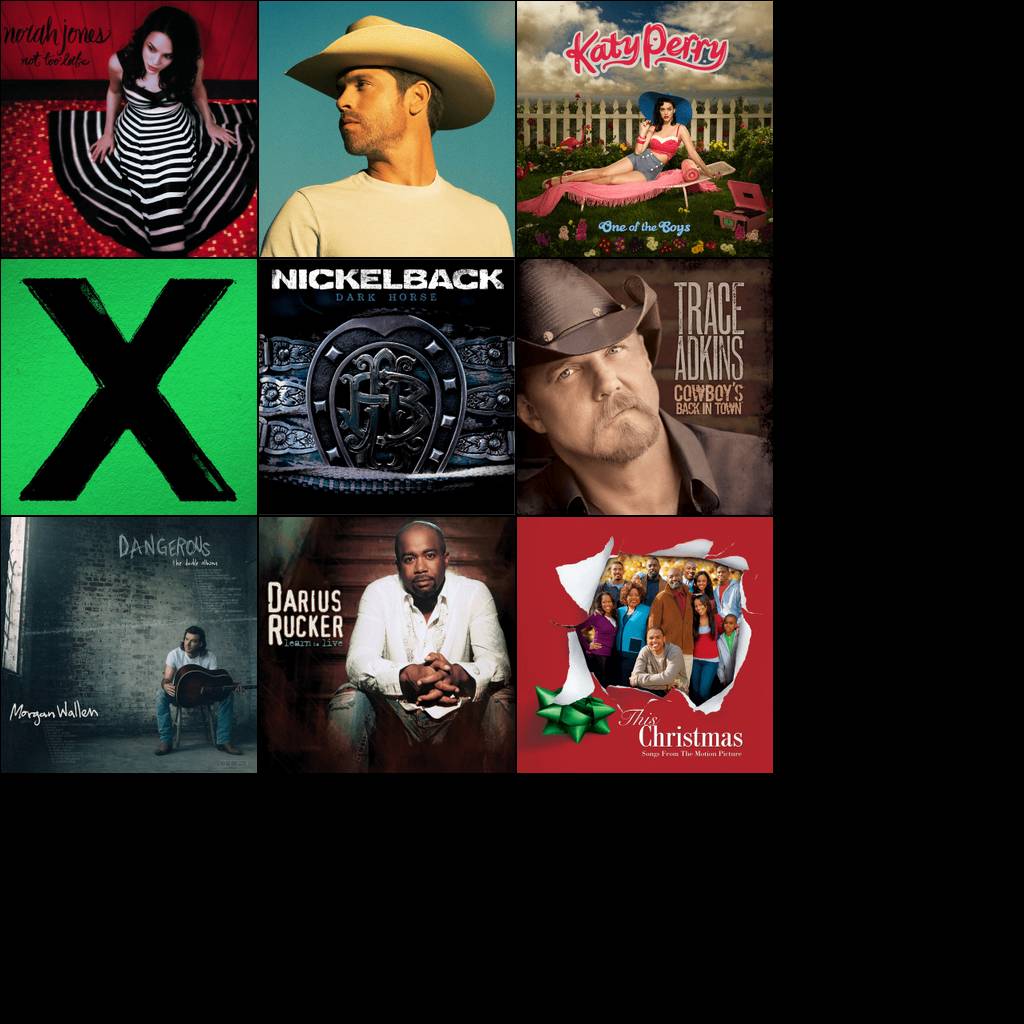 norah jones
not too late
Katy Perry
One of the Boys
X
NICKELBACK
DARK HORSE
TRACE
ADKINS
COWBOY'S
BACK IN TOWN
DANGEROUS
the double album
Morgan Wallen
DARIUS
RUCKER
learn to live
This
Christmas
Songs From The Motion Picture